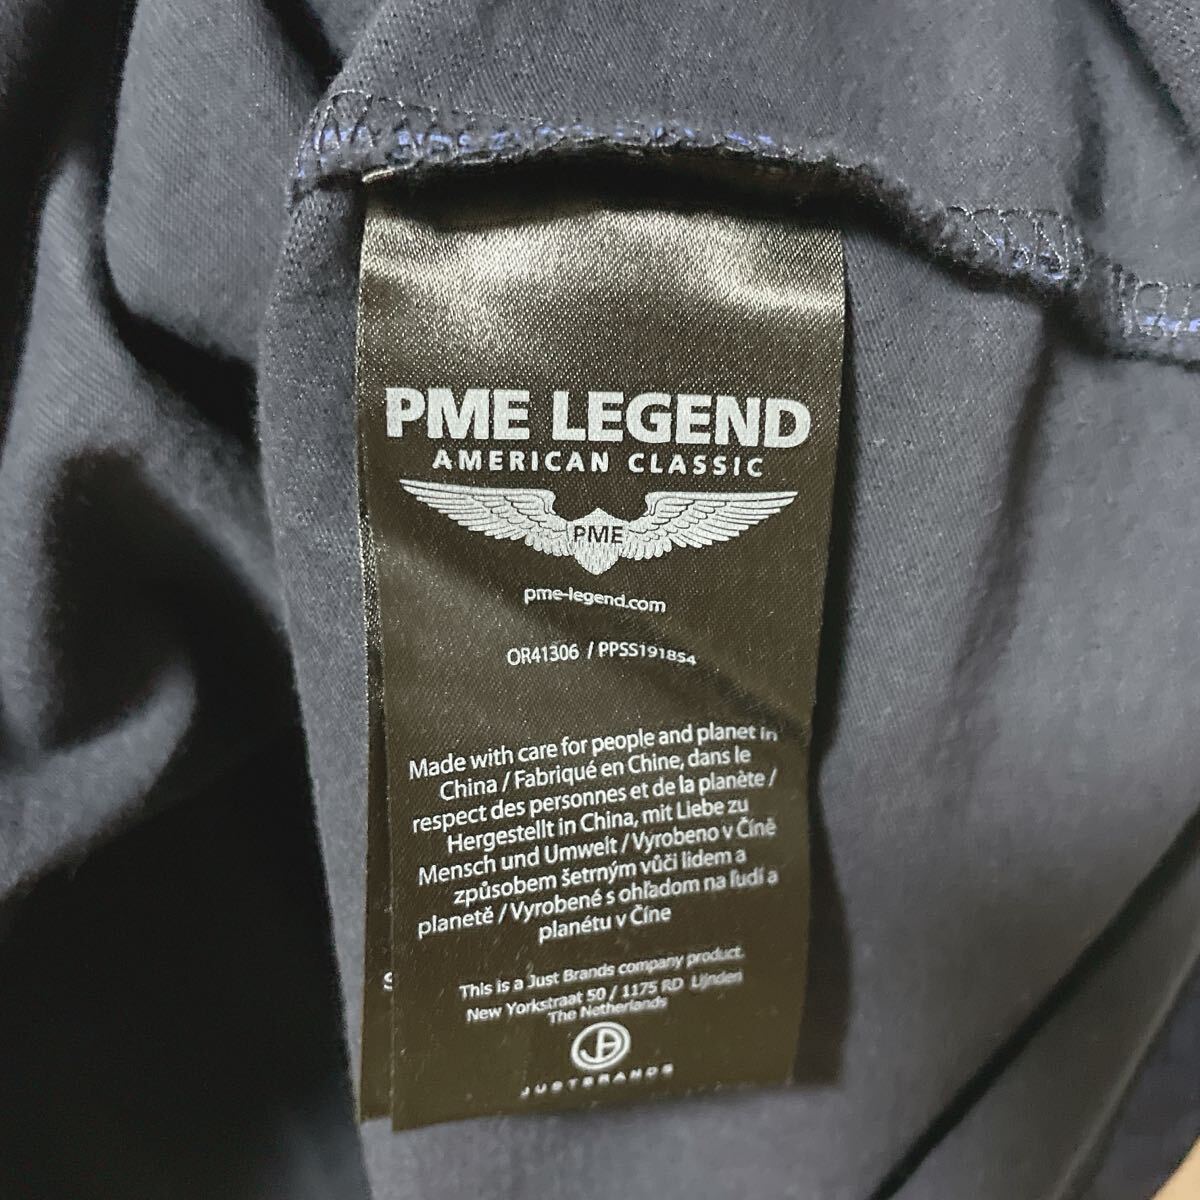 PME LEGEND
AMERICAN CLASSIC
PME
pme-legend.com
OR41306 / PPSS191854
Made with care for people and planet in
China / Fabriqué en Chine, dans le
respect des personnes et de la planète /
Hergestellt in China, mit Liebe zu
Mensch und Umwelt / Vyrobeno v Číně
způsobem šetrným vůči lidem a
planetě / Vyrobené s ohľadom na ľudí a
planétu v Číne
This is a Just Brands company product.
New Yorkstraat 50 / 1175 RD Lijnden
The Netherlands
JB
JUSTBRANDS